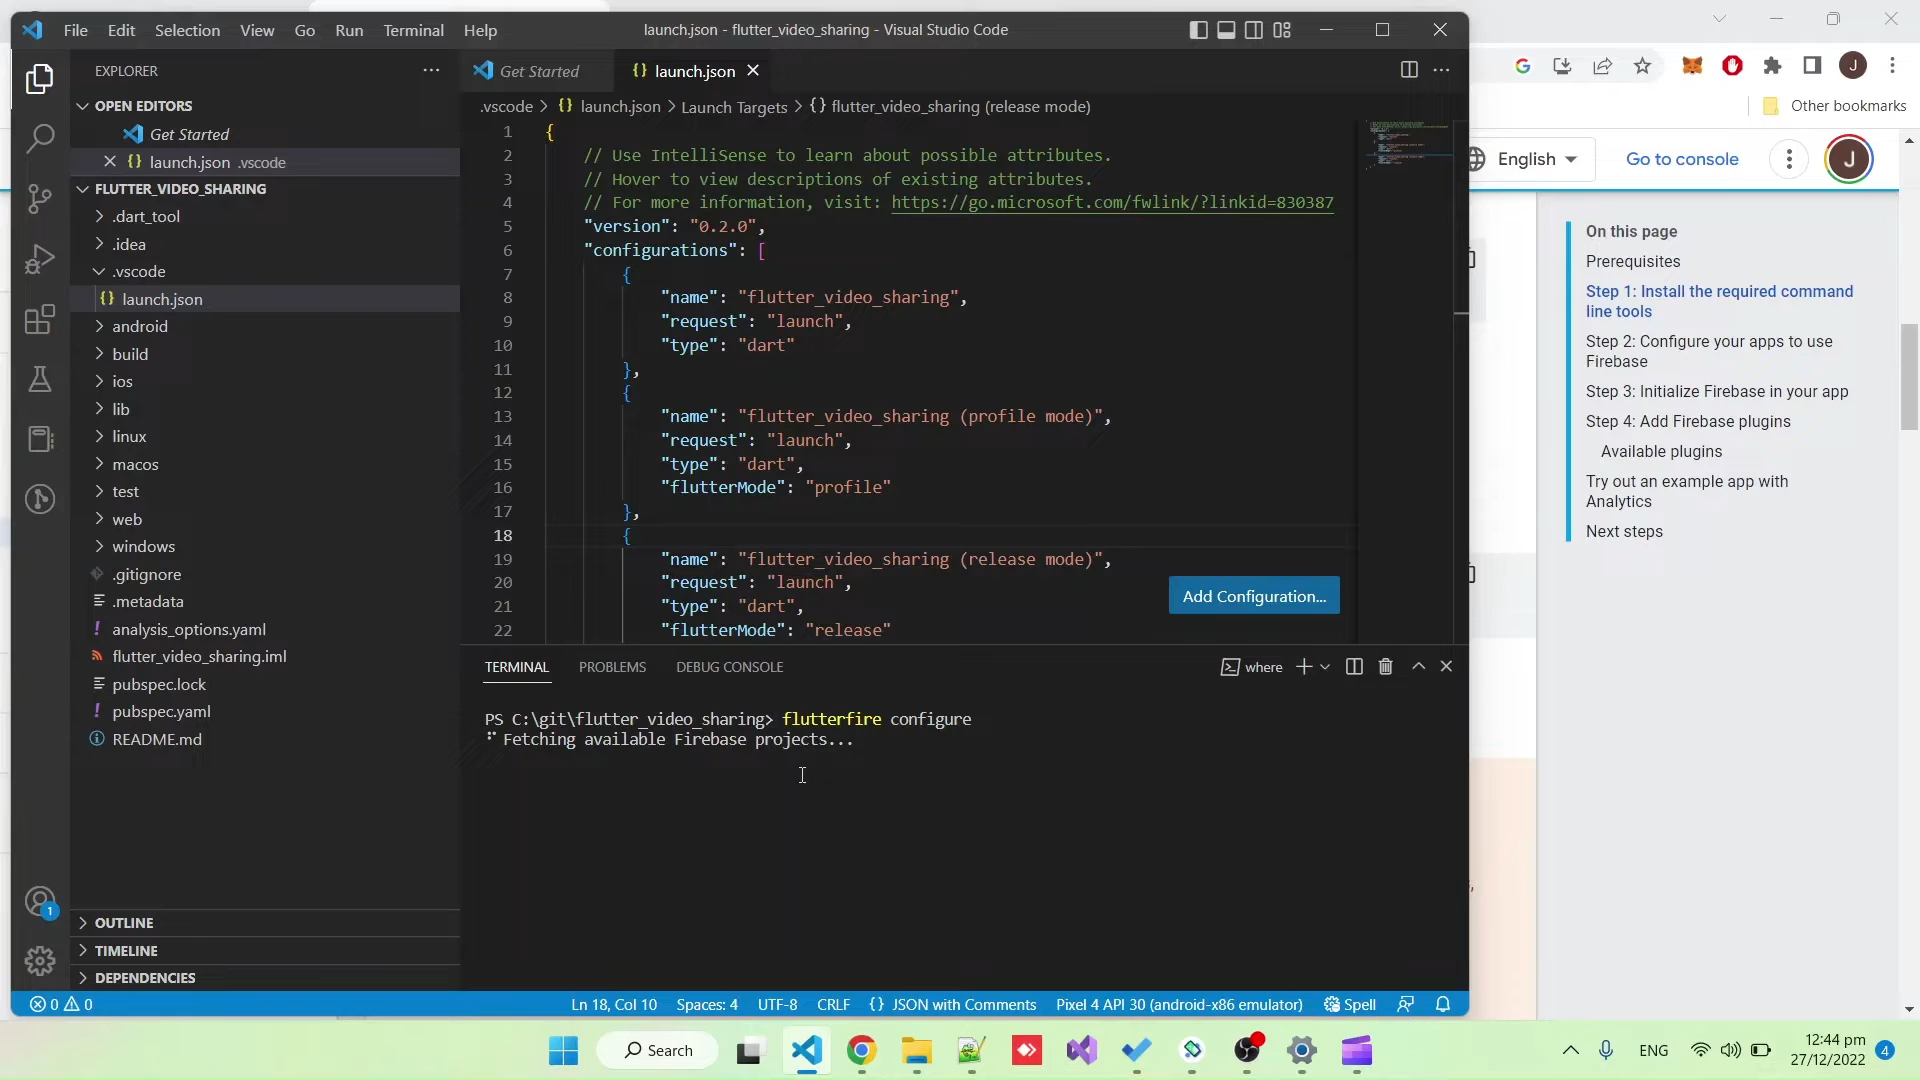 File Edit Selection View Go Run Terminal Help
launch.json - flutter_video_sharing - Visual Studio Code
EXPLORER
OPEN EDITORS
Get Started
launch.json .vscode
FLUTTER_VIDEO_SHARING
.dart_tool
.idea
.vscode
launch.json
android
build
ios
lib
linux
macos
test
web
windows
.gitignore
.metadata
analysis_options.yaml
flutter_video_sharing.iml
pubspec.lock
pubspec.yaml
README.md
OUTLINE
TIMELINE
DEPENDENCIES
Get Started
launch.json
.vscode > {} launch.json > Launch Targets > {} flutter_video_sharing (release mode)
1 {
2 // Use IntelliSense to learn about possible attributes.
3 // Hover to view descriptions of existing attributes.
4 // For more information, visit: https://go.microsoft.com/fwlink/?linkid=830387
5 "version": "0.2.0",
6 "configurations": [
7 {
8 "name": "flutter_video_sharing",
9 "request": "launch",
10 "type": "dart"
11 },
12 {
13 "name": "flutter_video_sharing (profile mode)",
14 "request": "launch",
15 "type": "dart",
16 "flutterMode": "profile"
17 },
18 {
19 "name": "flutter_video_sharing (release mode)",
20 "request": "launch",
21 "type": "dart",
22 "flutterMode": "release"
Add Configuration...
TERMINAL PROBLEMS DEBUG CONSOLE
where
PS C:\git\flutter_video_sharing> flutterfire configure
Fetching available Firebase projects...
1
0 0
Ln 18, Col 10 Spaces: 4 UTF-8 CRLF {} JSON with Comments Pixel 4 API 30 (android-x86 emulator) Spell
J
Other bookmarks
English
Go to console
J
On this page
Prerequisites
Step 1: Install the required command
line tools
Step 2: Configure your apps to use
Firebase
Step 3: Initialize Firebase in your app
Step 4: Add Firebase plugins
Available plugins
Try out an example app with
Analytics
Next steps
Search
ENG
12:44 pm
27/12/2022
4